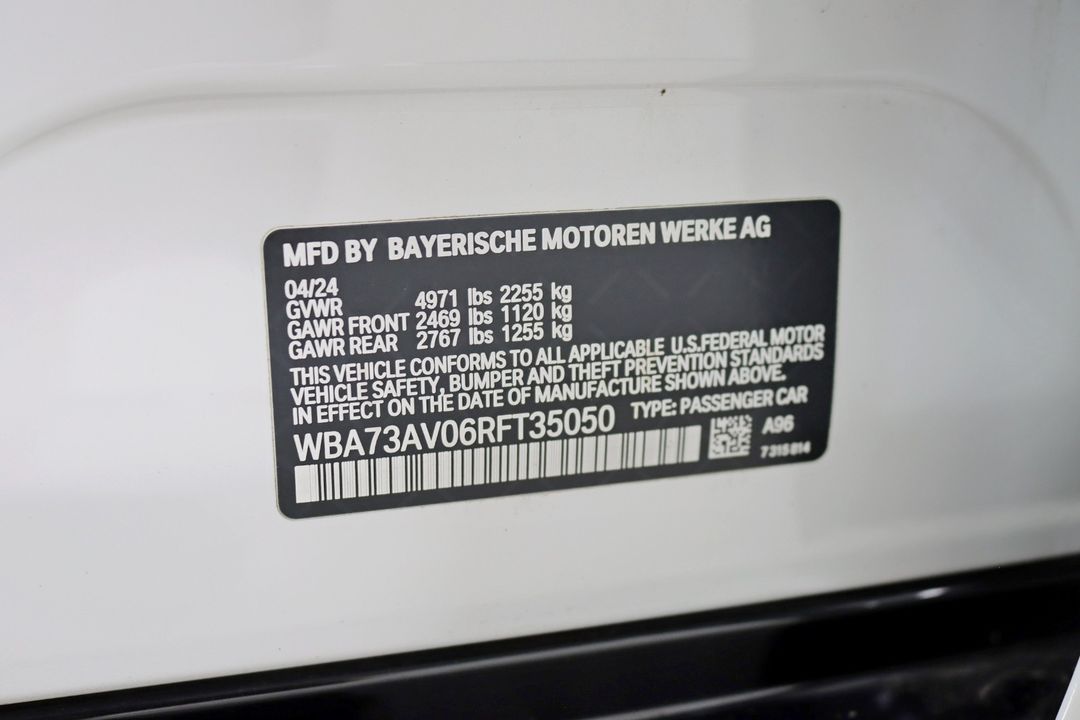 MFD BY BAYERISCHE MOTOREN WERKE AG
04/24
GVWR 4971 lbs 2255 kg
GAWR FRONT 2469 lbs 1120 kg
GAWR REAR 2767 lbs 1255 kg
THIS VEHICLE CONFORMS TO ALL APPLICABLE U.S.FEDERAL MOTOR
VEHICLE SAFETY, BUMPER AND THEFT PREVENTION STANDARDS
IN EFFECT ON THE DATE OF MANUFACTURE SHOWN ABOVE.
WBA73AV06RFT35050 TYPE: PASSENGER CAR
A96
7315814